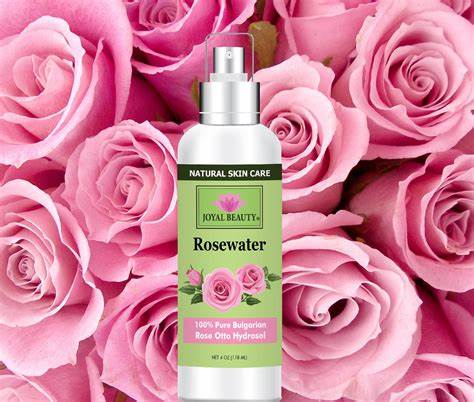 NATURAL SKIN CARE
JOYAL BEAUTY®
Rosewater
100% Pure Bulgarian
Rose Otto Hydrosol
NET 4 OZ (118 ML)